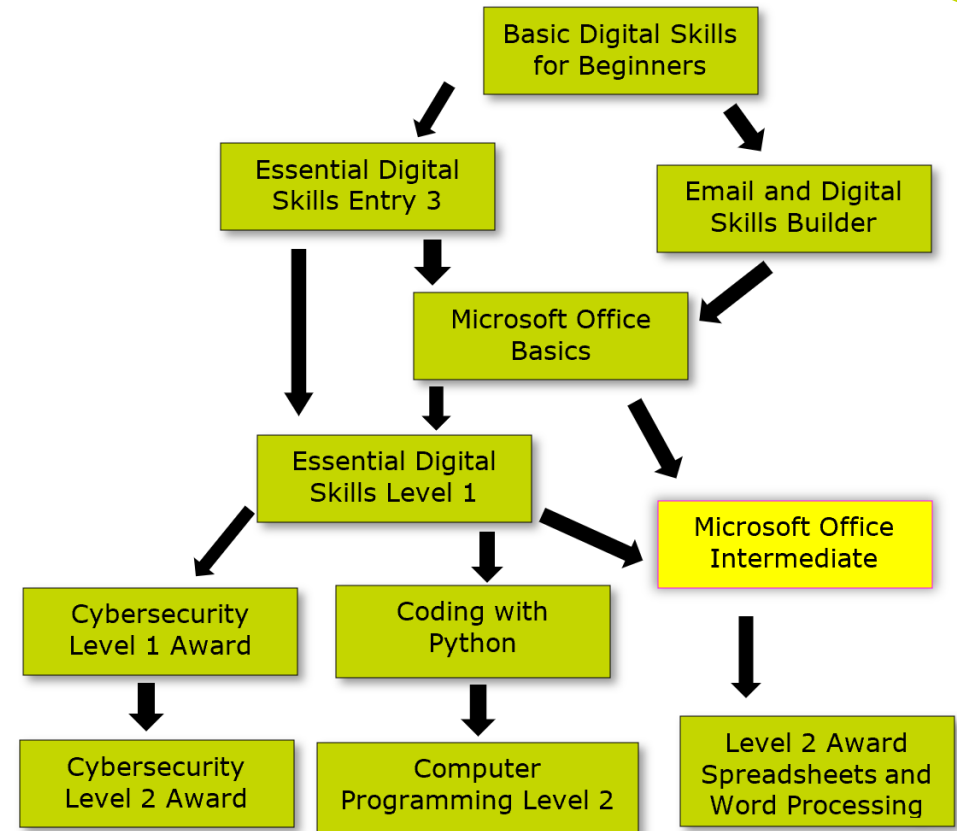 Basic Digital Skills
for Beginners
Essential Digital
Skills Entry 3
Email and Digital
Skills Builder
Microsoft Office
Basics
Essential Digital
Skills Level 1
Microsoft Office
Intermediate
Cybersecurity
Level 1 Award
Coding with
Python
Cybersecurity
Level 2 Award
Computer
Programming Level 2
Level 2 Award
Spreadsheets and
Word Processing